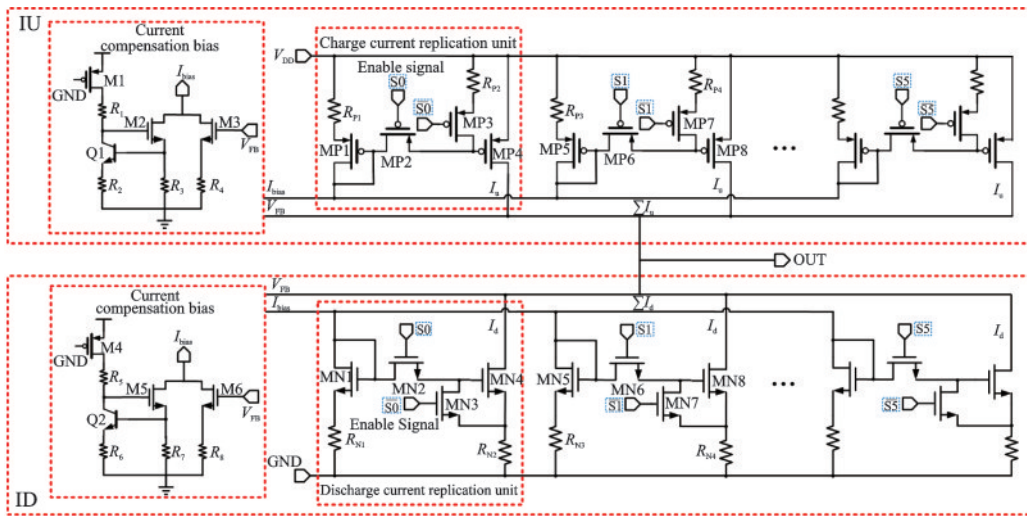 IU
Current
compensation bias
M1
GND
R1
I bias
M2
M3
VFB
Q1
R2
R3
R4
Ibias
VFB
VDD
Charge current replication unit
Enable signal
S0
S0
RP1
RP2
MP1
MP2
MP3
MP4
Iu
S1
S1
RP3
RP4
MP5
MP6
MP7
MP8
Iu
...
S5
S5
Iu
∑Iu
OUT
ID
Current
compensation bias
M4
GND
R5
Ibias
M5
M6
VFB
Q2
R6
R7
R8
VFB
Ibias
∑Id
S0
Id
MN1
MN2
MN4
S0
MN3
Enable Signal
RN1
RN2
GND
Discharge current replication unit
S1
Id
MN5
MN6
MN8
S1
MN7
RN3
RN4
...
S5
Id
S5